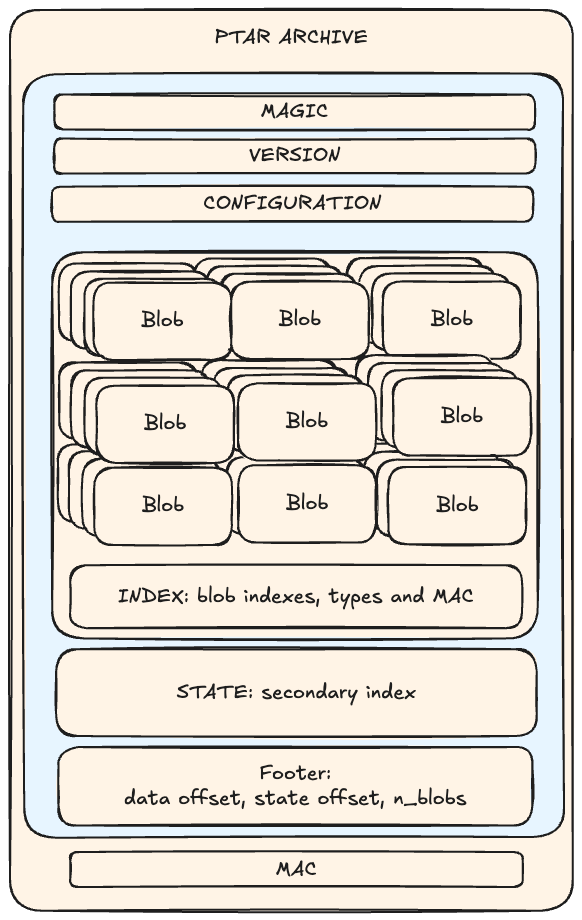 PTAR ARCHIVE
MAGIC
VERSION
CONFIGURATION
Blob
Blob
Blob
Blob
Blob
Blob
Blob
Blob
Blob
INDEX: blob indexes, types and MAC
STATE: secondary index
Footer:
data offset, state offset, n_blobs
MAC